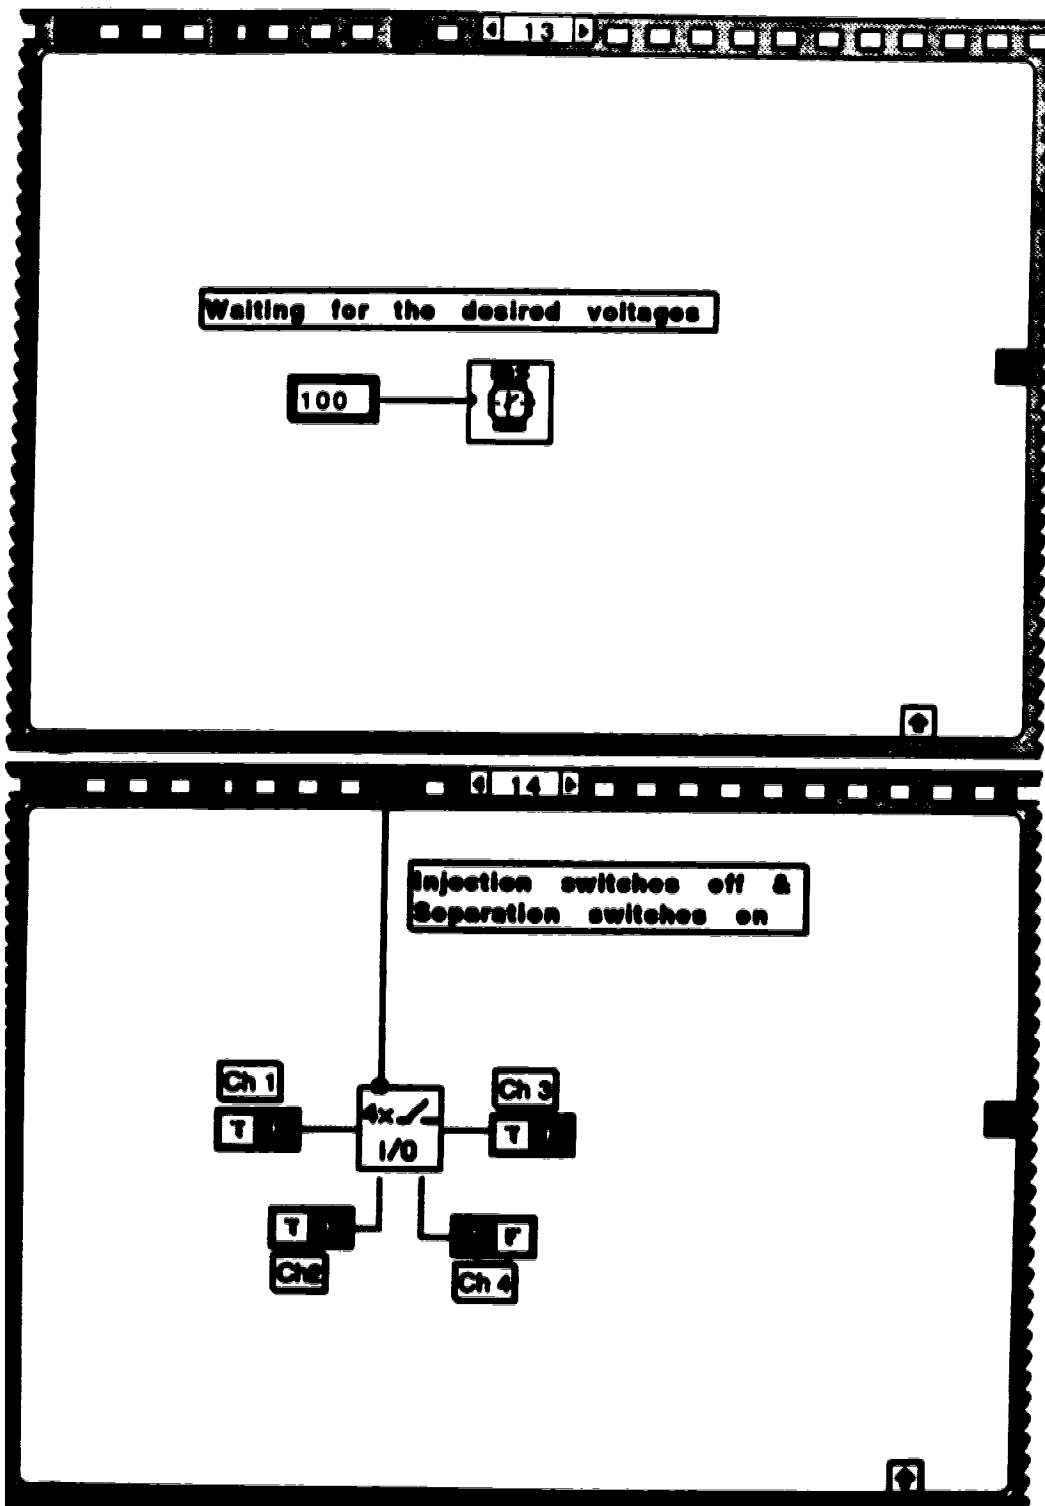 13
Waiting for the desired voltages
100
14
Injection switches off &
Separation switches on
Ch 1
Ch 3
T
4x
T
I/O
T
F
Ch2
Ch 4